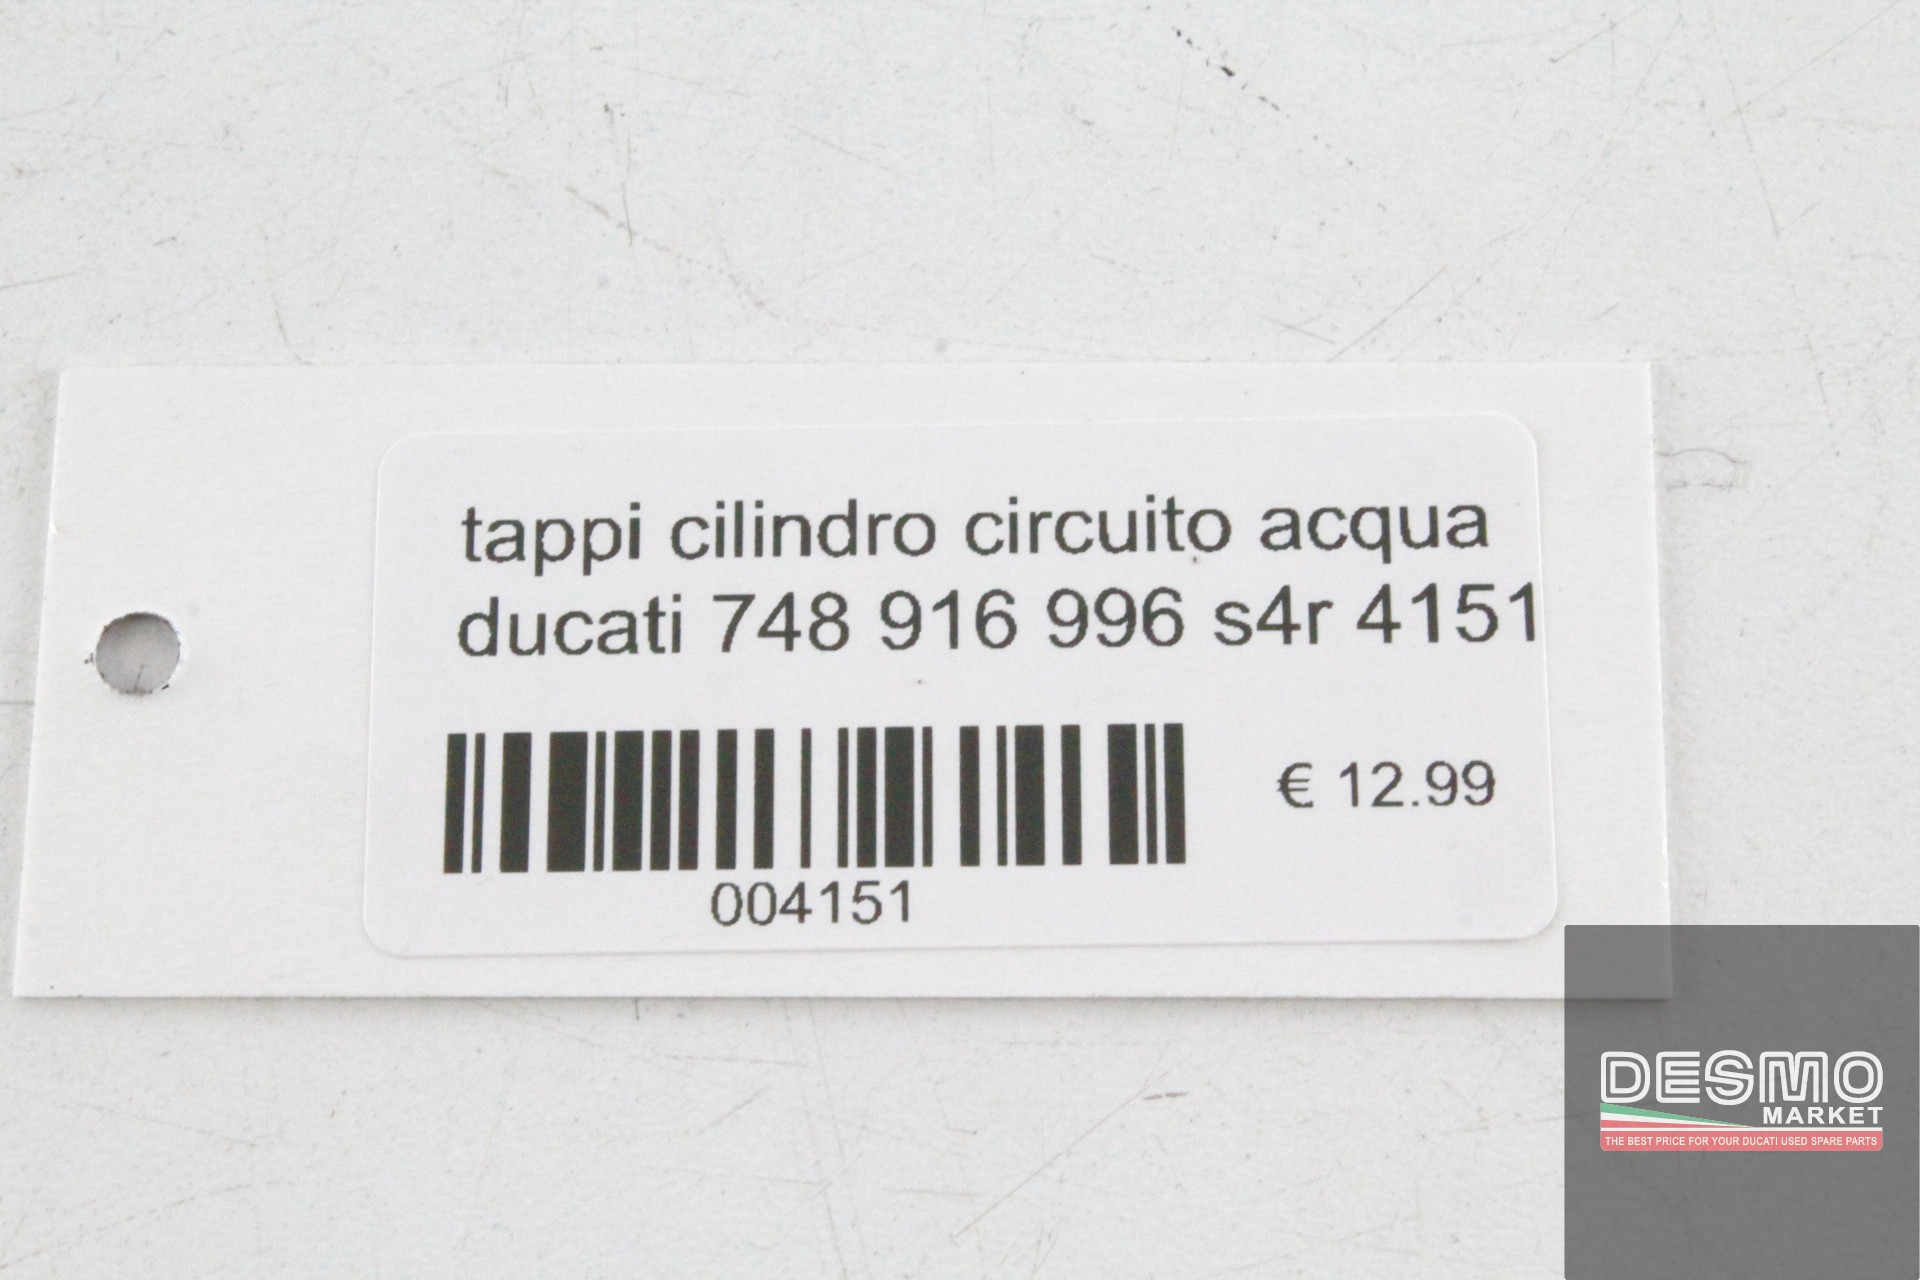 tappi cilindro circuito acqua
ducati 748 916 996 s4r 4151
€ 12.99
004151
DESMO
MARKET
THE BEST PRICE FOR YOUR DUCATI USED SPARE PARTS